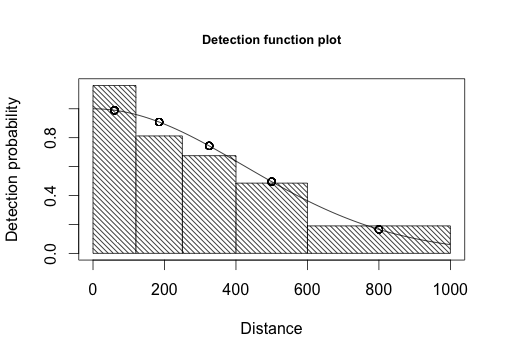 Detection function plot
Detection probability
0.0 0.4 0.8
0 200 400 600 800 1000
Distance